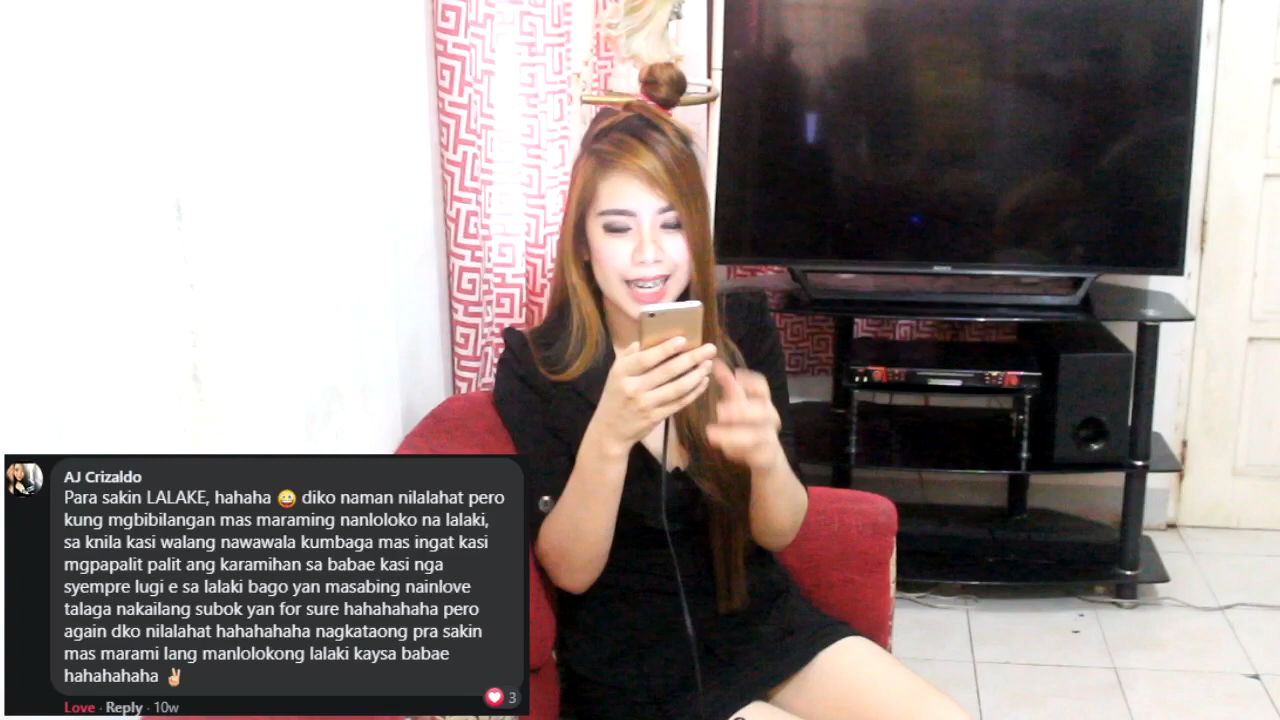 SONY
AJ Crizaldo
Para sakin LALAKE, hahaha 😀 diko naman nilalahat pero
kung mgbibilangan mas maraming nanloloko na lalaki,
sa knila kasi walang nawawala kumbaga mas ingat kasi
mgpapalit palit ang karamihan sa babae kasi nga
syempre lugi e sa lalaki bago yan masabing nainlove
talaga nakailang subok yan for sure hahahahaha pero
again dko nilalahat hahahahaha nagkataong pra sakin
mas marami lang manlolokong lalaki kaysa babae
hahahahaha ✌🏻
3
Love · Reply · 10w